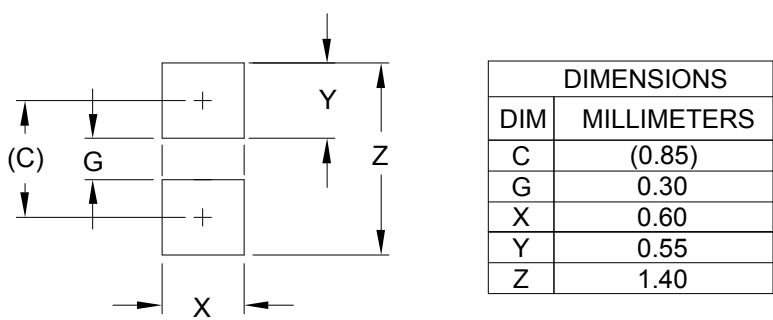 Y
(C)
G
Z
X
DIMENSIONS
DIM MILLIMETERS
C (0.85)
G 0.30
X 0.60
Y 0.55
Z 1.40